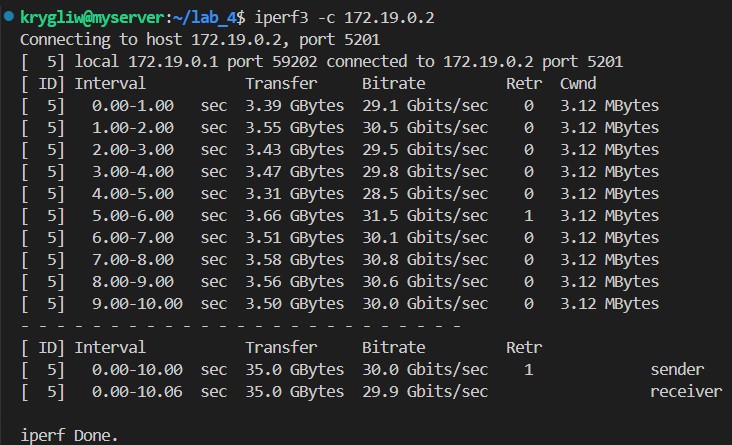 krygliw@myserver:~/lab_4$ iperf3 -c 172.19.0.2
Connecting to host 172.19.0.2, port 5201
[  5] local 172.19.0.1 port 59202 connected to 172.19.0.2 port 5201
[ ID] Interval           Transfer     Bitrate         Retr  Cwnd
[  5]   0.00-1.00   sec  3.39 GBytes  29.1 Gbits/sec    0   3.12 MBytes
[  5]   1.00-2.00   sec  3.55 GBytes  30.5 Gbits/sec    0   3.12 MBytes
[  5]   2.00-3.00   sec  3.43 GBytes  29.5 Gbits/sec    0   3.12 MBytes
[  5]   3.00-4.00   sec  3.47 GBytes  29.8 Gbits/sec    0   3.12 MBytes
[  5]   4.00-5.00   sec  3.31 GBytes  28.5 Gbits/sec    0   3.12 MBytes
[  5]   5.00-6.00   sec  3.66 GBytes  31.5 Gbits/sec    1   3.12 MBytes
[  5]   6.00-7.00   sec  3.51 GBytes  30.1 Gbits/sec    0   3.12 MBytes
[  5]   7.00-8.00   sec  3.58 GBytes  30.8 Gbits/sec    0   3.12 MBytes
[  5]   8.00-9.00   sec  3.56 GBytes  30.6 Gbits/sec    0   3.12 MBytes
[  5]   9.00-10.00  sec  3.50 GBytes  30.0 Gbits/sec    0   3.12 MBytes
- - - - - - - - - - - - - - - - - - - - - - - - -
[ ID] Interval           Transfer     Bitrate         Retr
[  5]   0.00-10.00  sec  35.0 GBytes  30.0 Gbits/sec    1             sender
[  5]   0.00-10.06  sec  35.0 GBytes  29.9 Gbits/sec                  receiver

iperf Done.